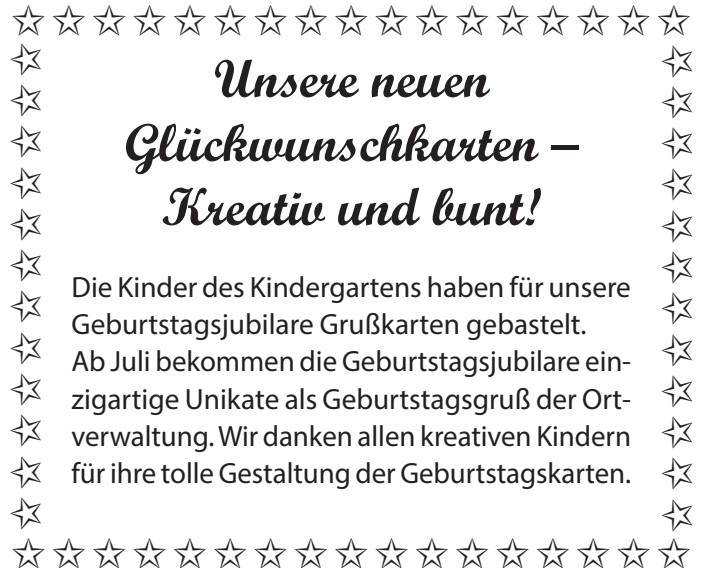 Unsere neuen
Glückwunschkarten –
Kreativ und bunt!
Die Kinder des Kindergartens haben für unsere
Geburtstagsjubilare Grußkarten gebastelt.
Ab Juli bekommen die Geburtstagsjubilare ein-
zigartige Unikate als Geburtstagsgruß der Ort-
verwaltung. Wir danken allen kreativen Kindern
für ihre tolle Gestaltung der Geburtstagskarten.